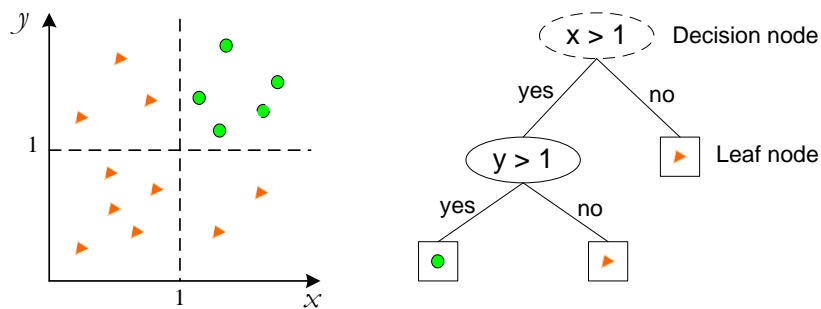 y
1
1
x
x > 1
Decision node
yes
no
y > 1
Leaf node
yes
no